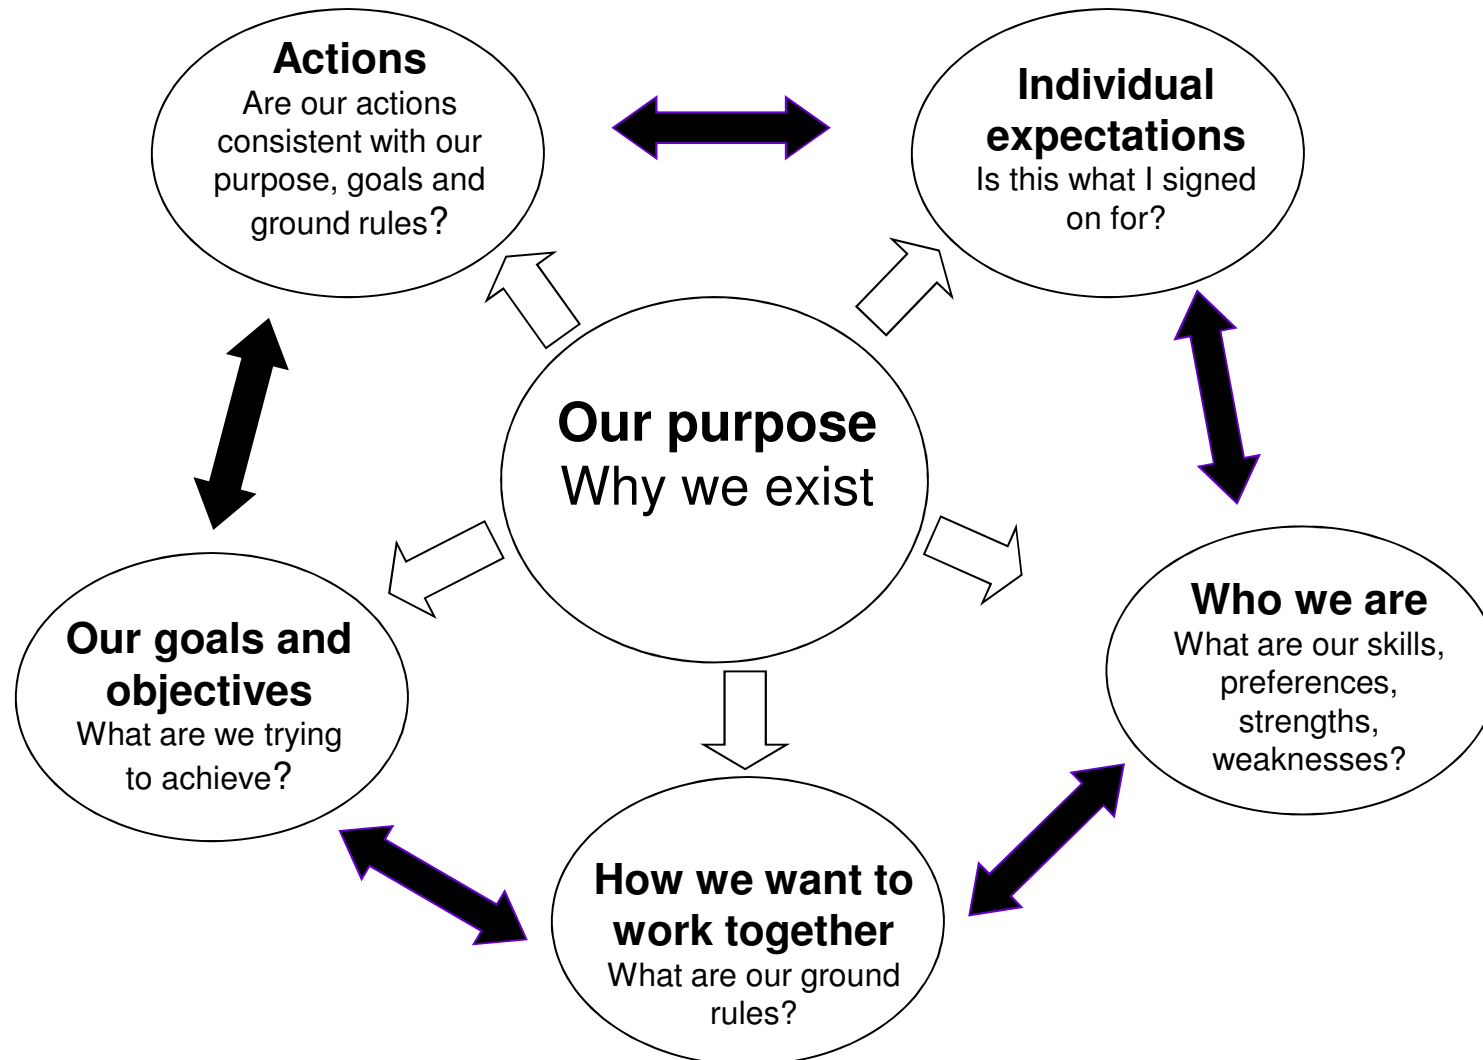 Actions
Are our actions
consistent with our
purpose, goals and
ground rules?
Individual
expectations
Is this what I signed
on for?
Our purpose
Why we exist
Our goals and
objectives
What are we trying
to achieve?
Who we are
What are our skills,
preferences,
strengths,
weaknesses?
How we want to
work together
What are our ground
rules?